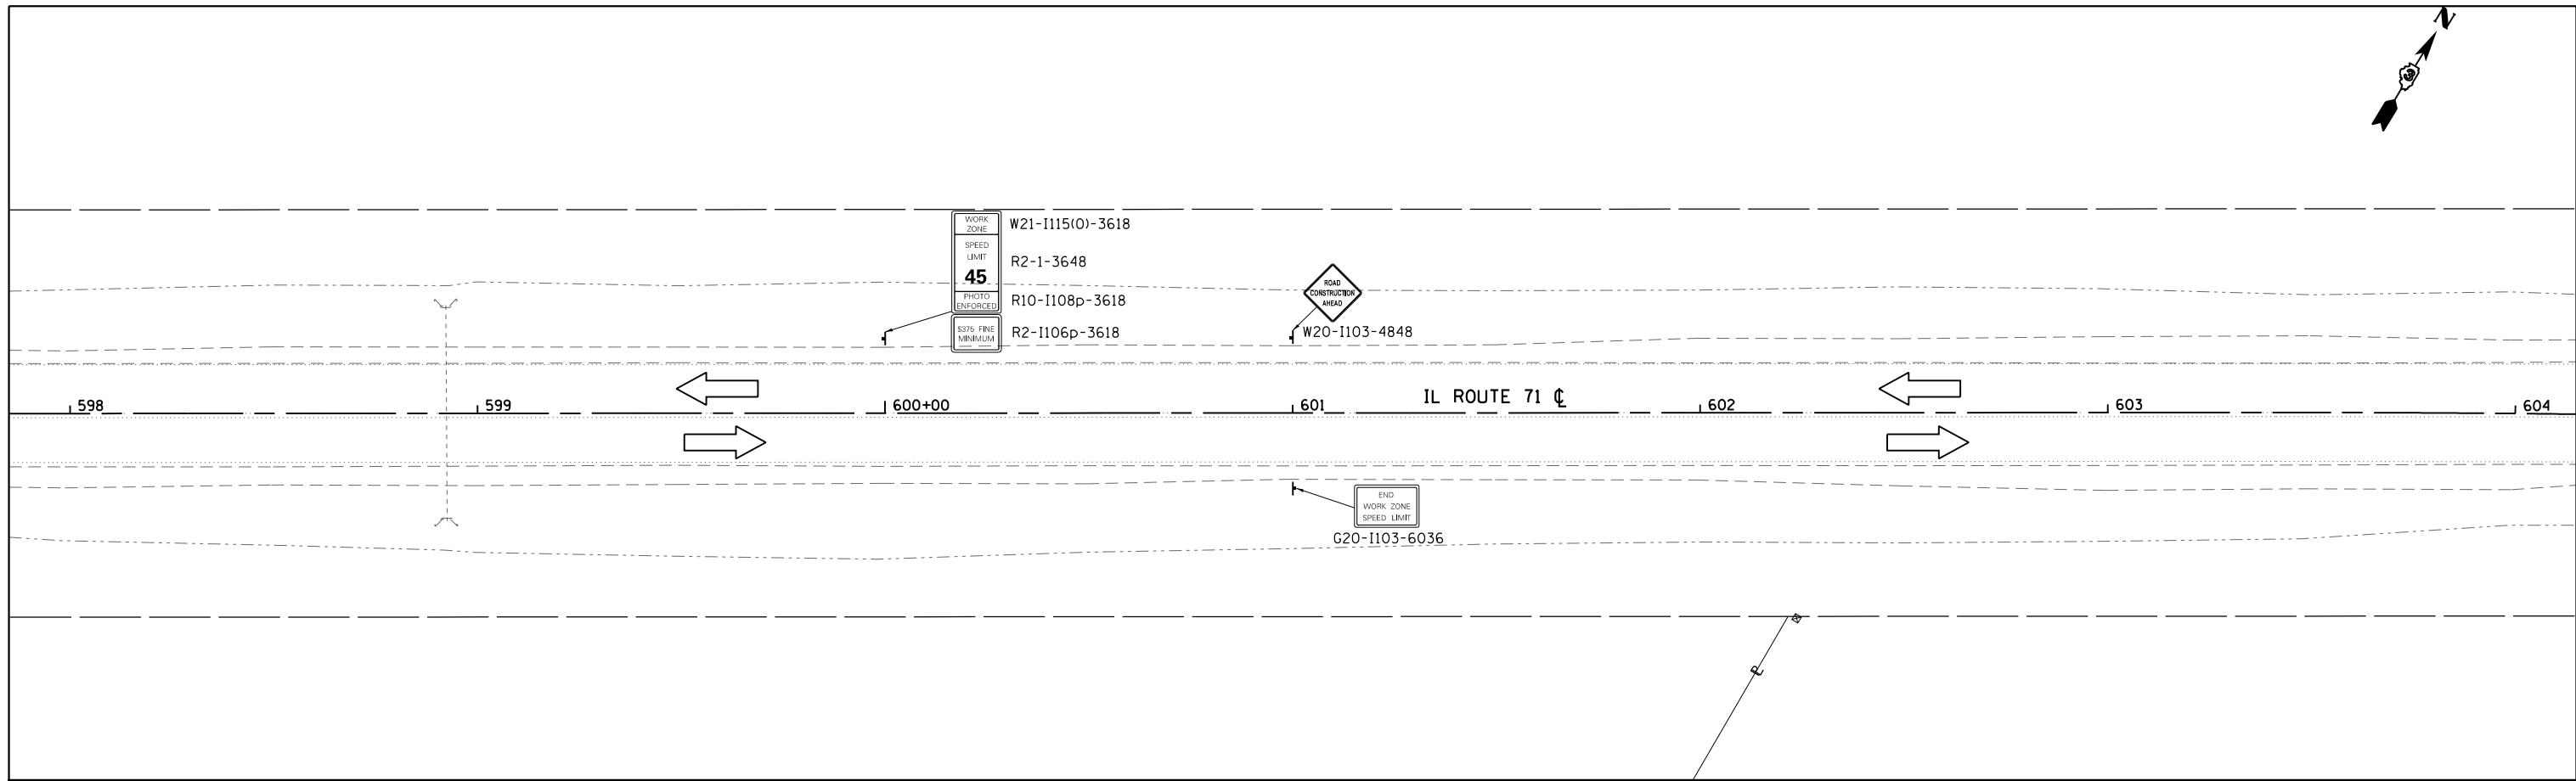 N
3
WORK
ZONE
W21-I115(O)-3618
SPEED
LIMIT
45
R2-1-3648
PHOTO
ENFORCED
R10-I108p-3618
$375 FINE
MINIMUM
R2-I106p-3618
ROAD
CONSTRUCTION
AHEAD
W20-I103-4848
IL ROUTE 71 ℄
598
599
600+00
601
602
603
604
END
WORK ZONE
SPEED LIMIT
G20-I103-6036
PL